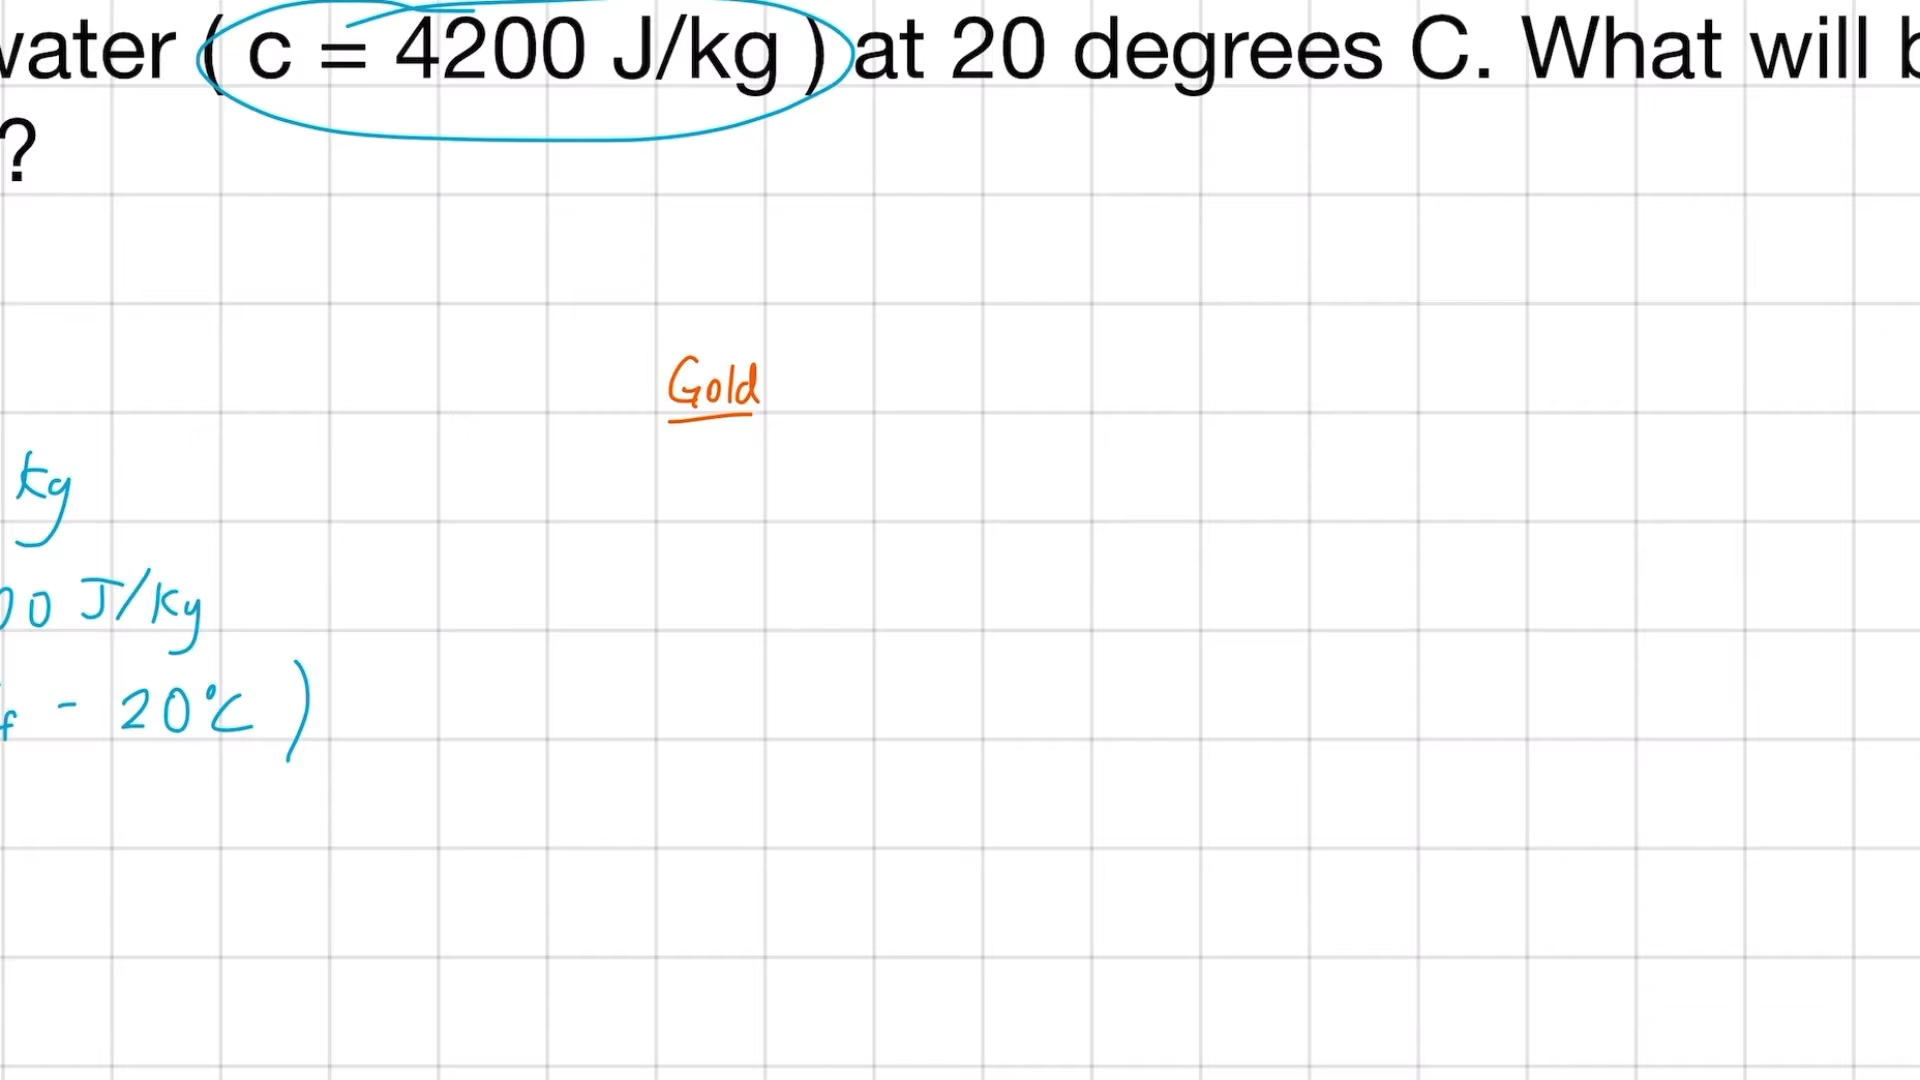 water ( c = 4200 J/kg ) at 20 degrees C. What will
?
Gold
kg
00 J/kg
f - 20°C )